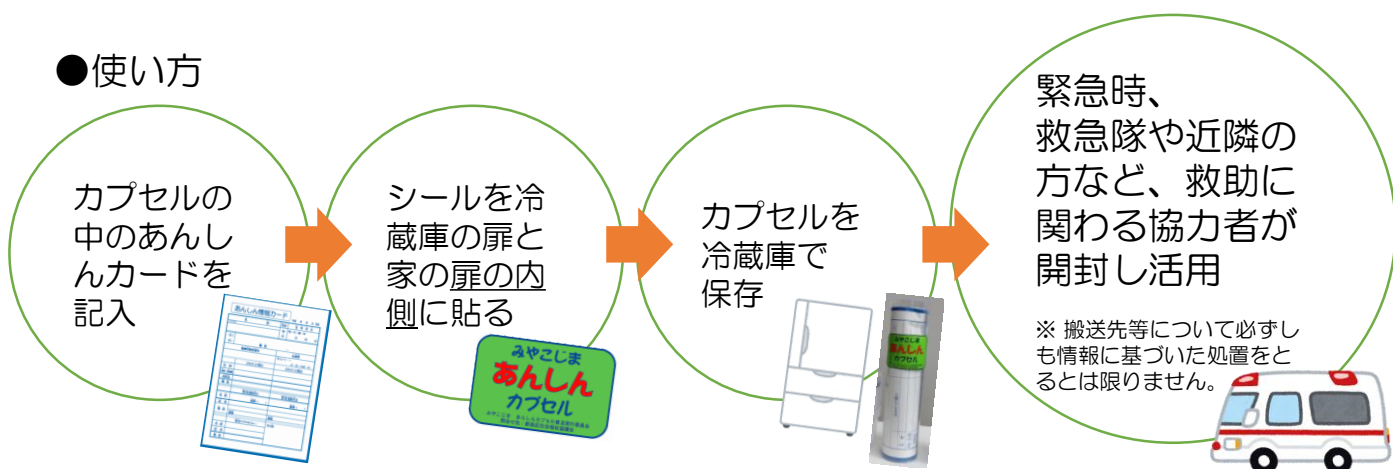 ●使い方
カプセルの
中のあんし
んカードを
記入
あんしん情報カード
シールを冷
蔵庫の扉と
家の扉の内
側に貼る
みやこじま
あんしん
カプセル
カプセルを
冷蔵庫で
保存
みやこじま
あんしん
カプセル
緊急時、
救急隊や近隣の
方など、救助に
関わる協力者が
開封し活用
※ 搬送先等について必ずし
も情報に基づいた処置をと
るとは限りません。